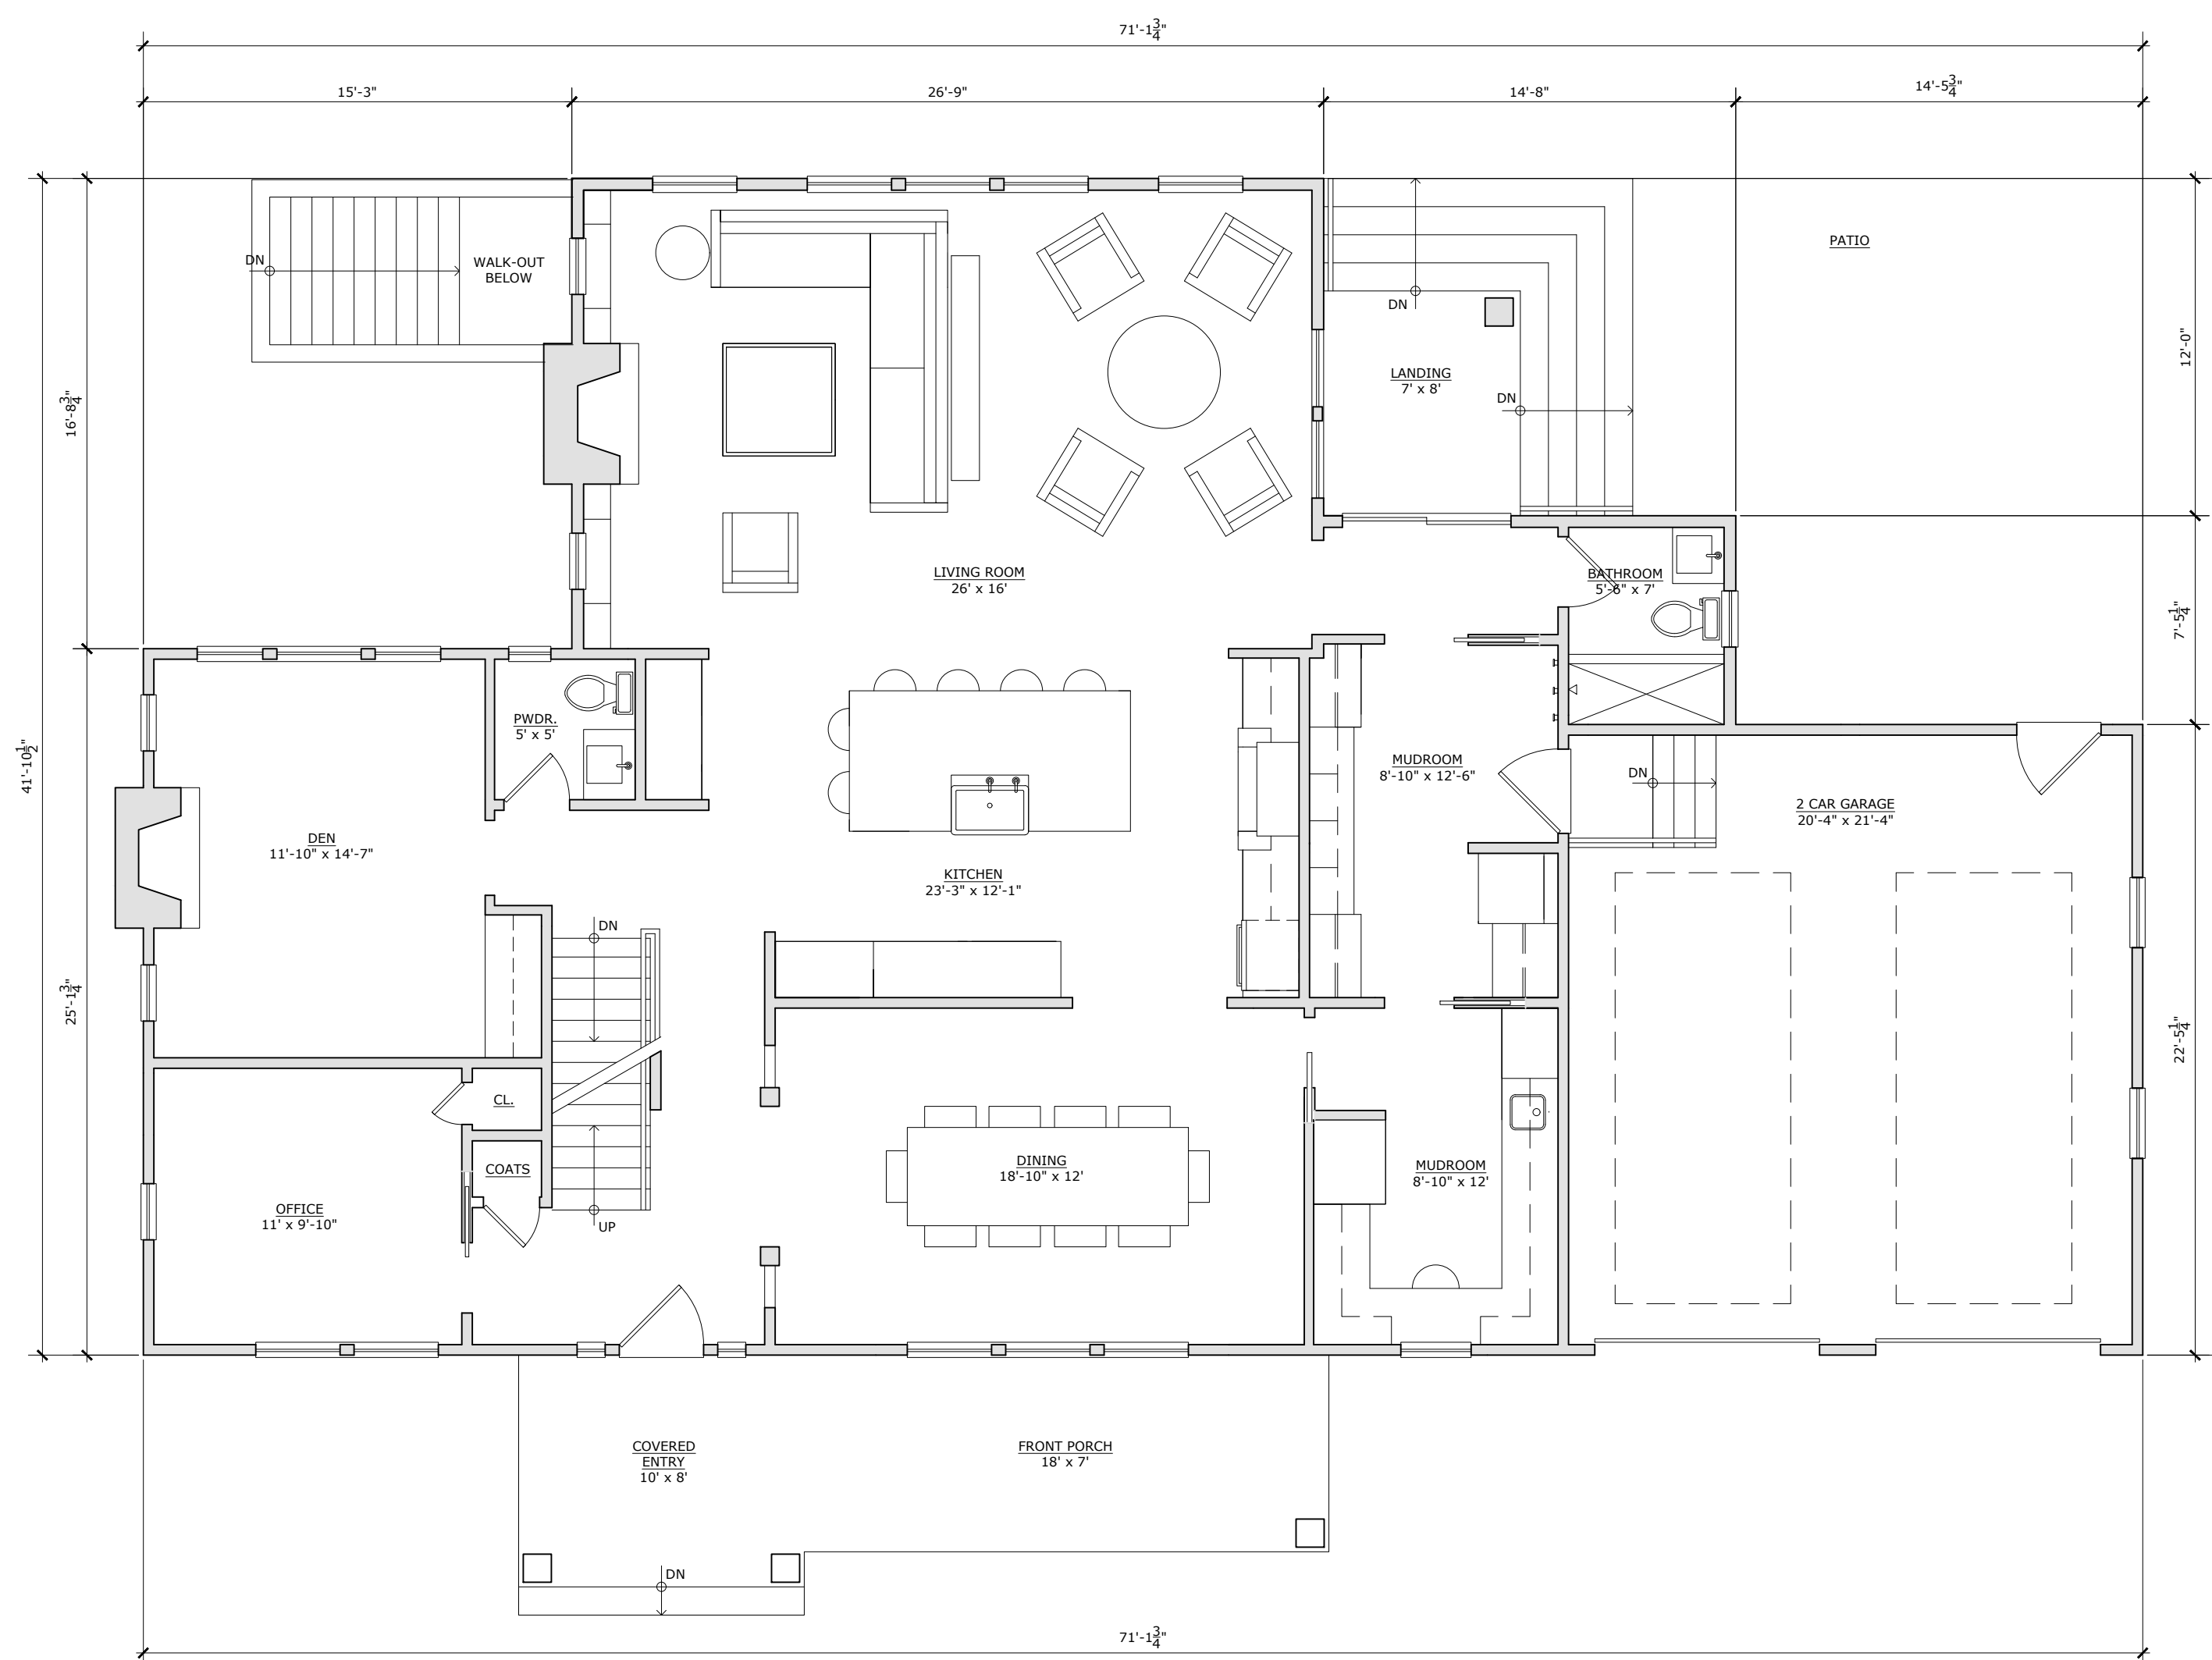 71'-1 3/4"
15'-3"
26'-9"
14'-8"
14'-5 3/4"
PATIO
DN
WALK-OUT
BELOW
DN
12'-0"
LANDING
7' x 8'
DN
16'-8 3/4"
LIVING ROOM
26' x 16'
BATHROOM
5'-6" x 7'
7'-5 1/4"
PWDR.
5' x 5'
41'-10 1/2"
MUDROOM
8'-10" x 12'-6"
DN
2 CAR GARAGE
20'-4" x 21'-4"
DEN
11'-10" x 14'-7"
KITCHEN
23'-3" x 12'-1"
DN
25'-1 3/4"
22'-5 1/4"
CL.
COATS
DINING
18'-10" x 12'
MUDROOM
8'-10" x 12'
OFFICE
11' x 9'-10"
UP
COVERED
ENTRY
10' x 8'
FRONT PORCH
18' x 7'
DN
71'-1 3/4"